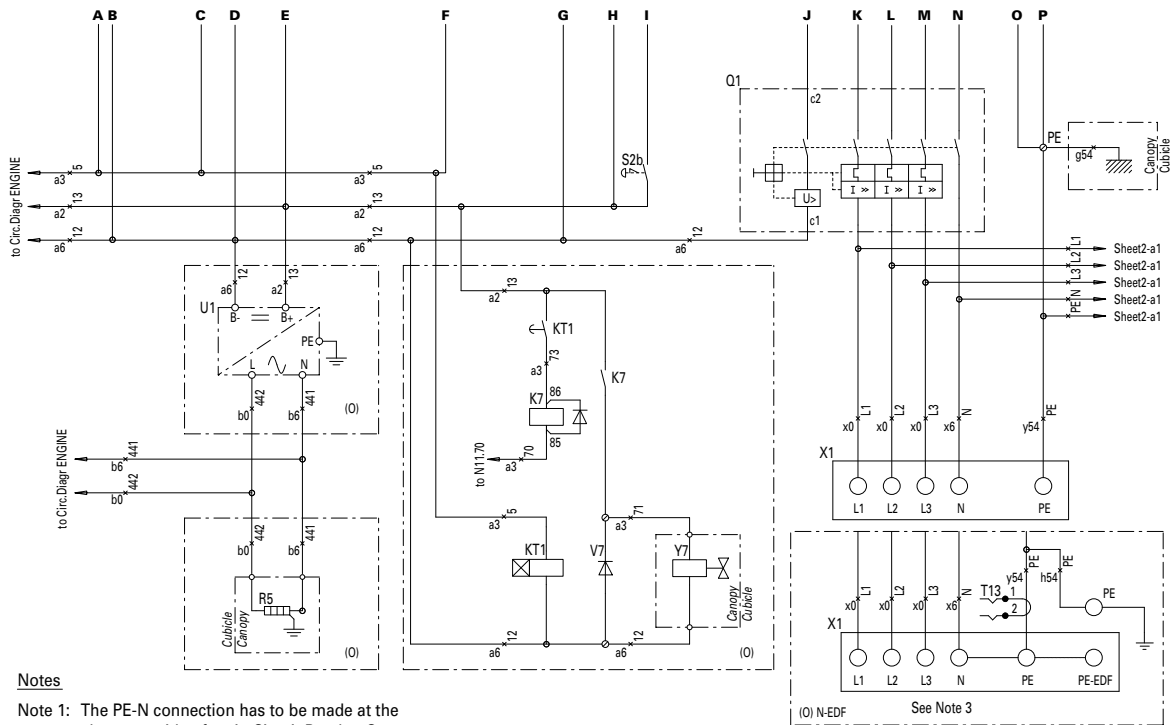 A B C D E F G H I J K L M N O P
Q1
c2
S2b
7
PE
g54
Canopy
Cubicle
to Circ.Diagr ENGINE
a3 5
a3 5
a2 13
a2 13
a6 12
a6 12
a6 12
U>
I >> I >> I >>
c1
L1 Sheet2-a1
L2 Sheet2-a1
L3 Sheet2-a1
N Sheet2-a1
PE Sheet2-a1
a6 12
a2 13
U1
B- B+
PE
L N
b0 442
b6 441
(O)
a2 13
KT1
a3 73
K7
K7
86
85
to N11.70
a3 70
to Circ.Diagr ENGINE
b6 441
b0 442
b0 442
b6 441
R5
Cubicle
Canopy
(O)
a3 5
a3 71
KT1
V7
Y7
Canopy
Cubicle
a6 12
a6 12
(O)
x0 L1
x0 L2
x0 L3
x6 N
y54 PE
X1
L1 L2 L3 N PE
y54 PE
h54 PE
T13 1
2
PE
x0 L1
x0 L2
x0 L3
x6 N
X1
L1 L2 L3 N PE PE-EDF
(O) N-EDF
See Note 3
Notes
Note 1: The PE-N connection has to be made at the